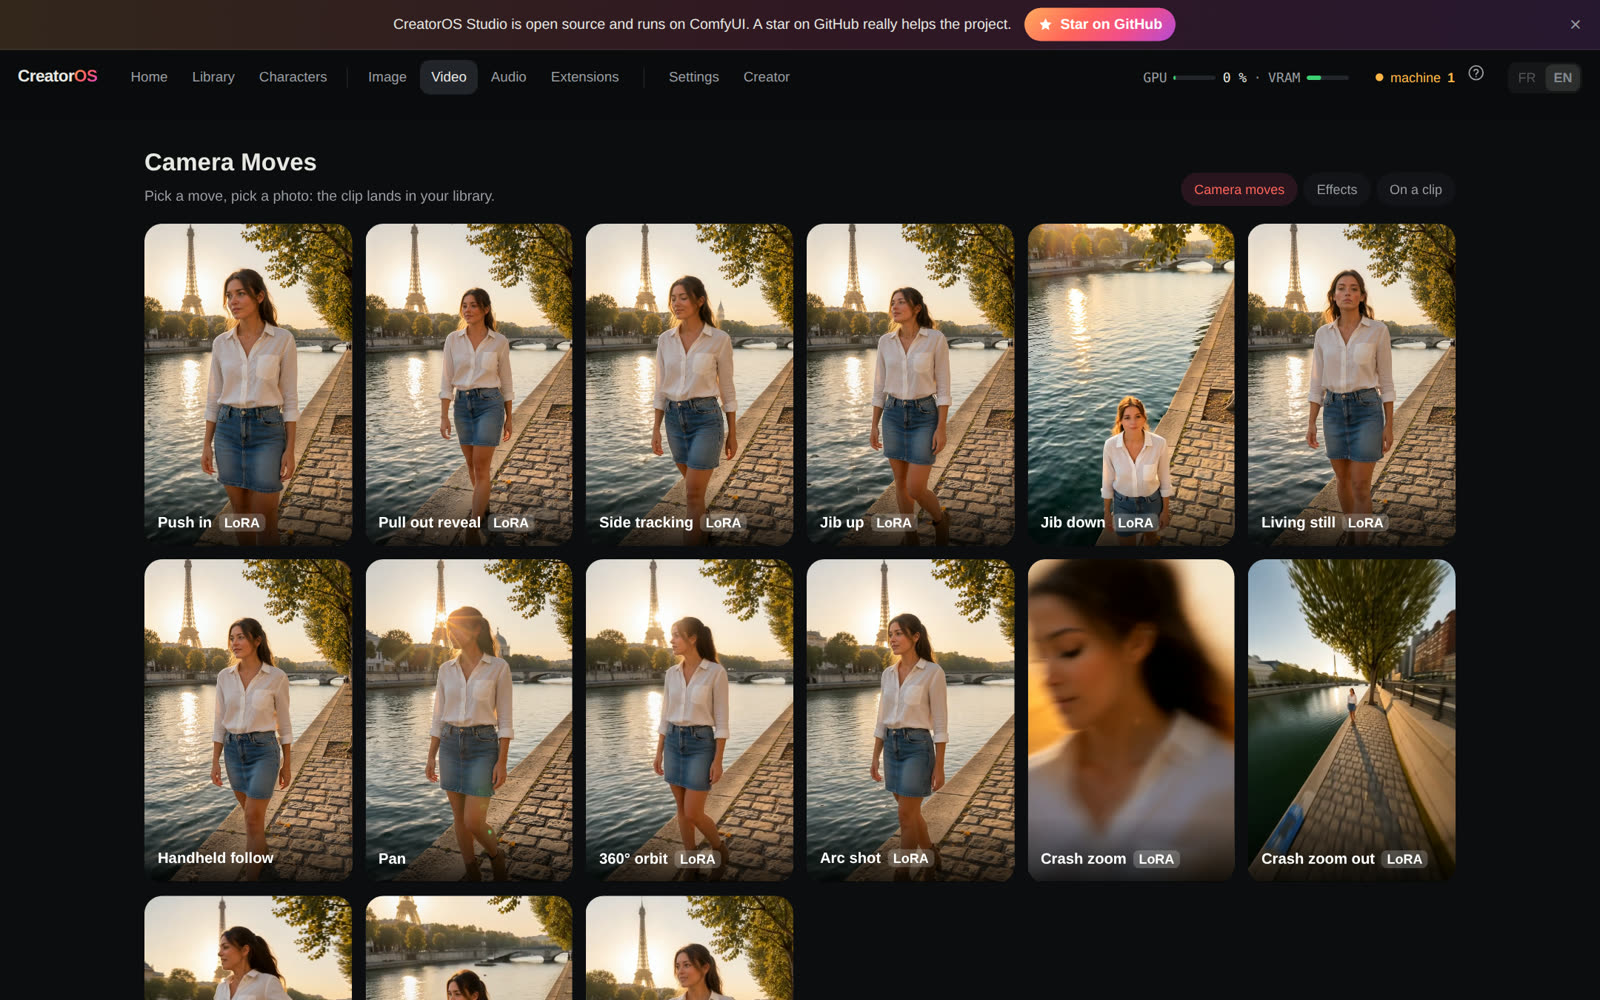 CreatorOS Studio is open source and runs on ComfyUI. A star on GitHub really helps the project. ★ Star on GitHub ×
CreatorOS Home Library Characters Image Video Audio Extensions Settings Creator GPU 0 % · VRAM machine 1 ? FR EN
Camera Moves
Pick a move, pick a photo: the clip lands in your library.
Camera moves Effects On a clip
Push in LoRA
Pull out reveal LoRA
Side tracking LoRA
Jib up LoRA
Jib down LoRA
Living still LoRA
Handheld follow
Pan
360° orbit LoRA
Arc shot LoRA
Crash zoom LoRA
Crash zoom out LoRA